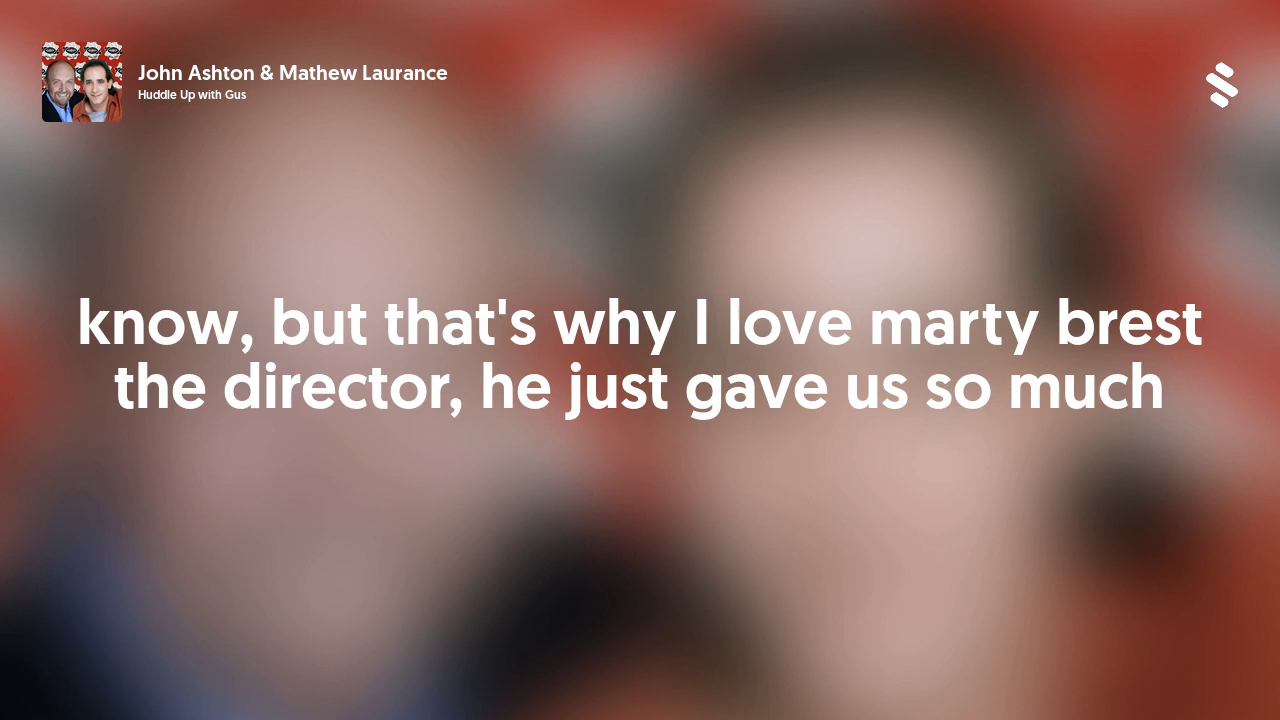 John Ashton & Mathew Laurance
Huddle Up with Gus
know, but that's why I love marty brest
the director, he just gave us so much